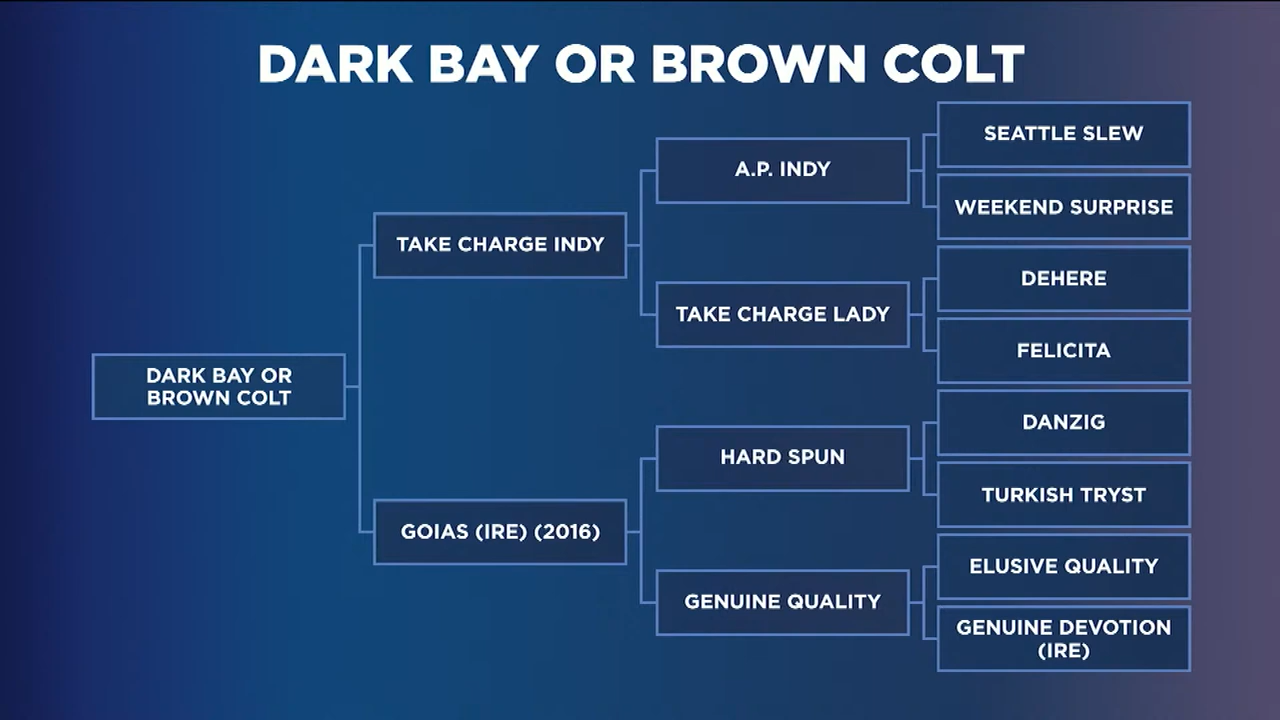 DARK BAY OR BROWN COLT
SEATTLE SLEW
A.P. INDY
WEEKEND SURPRISE
TAKE CHARGE INDY
DEHERE
TAKE CHARGE LADY
FELICITA
DARK BAY OR
BROWN COLT
DANZIG
HARD SPUN
TURKISH TRYST
GOIAS (IRE) (2016)
ELUSIVE QUALITY
GENUINE QUALITY
GENUINE DEVOTION
(IRE)